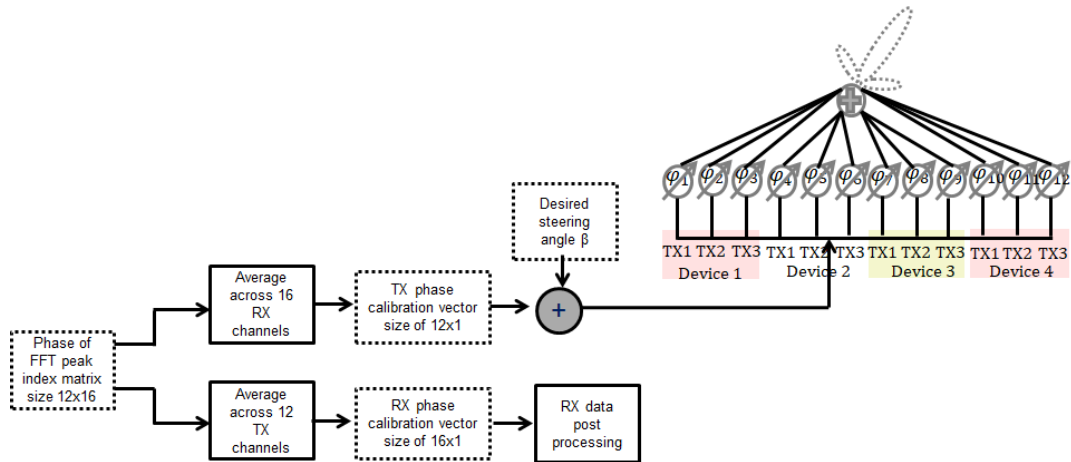 φ1 φ2 φ3 φ4 φ5 φ6 φ7 φ8 φ9 φ10 φ11 φ12
TX1 TX2 TX3 TX1 TX2 TX3 TX1 TX2 TX3 TX1 TX2 TX3
Device 1 Device 2 Device 3 Device 4
Desired
steering
angle β
+
Phase of
FFT peak
index matrix
size 12x16
Average
across 16
RX
channels
TX phase
calibration vector
size of 12x1
Average
across 12
TX
channels
RX phase
calibration vector
size of 16x1
RX data
post
processing